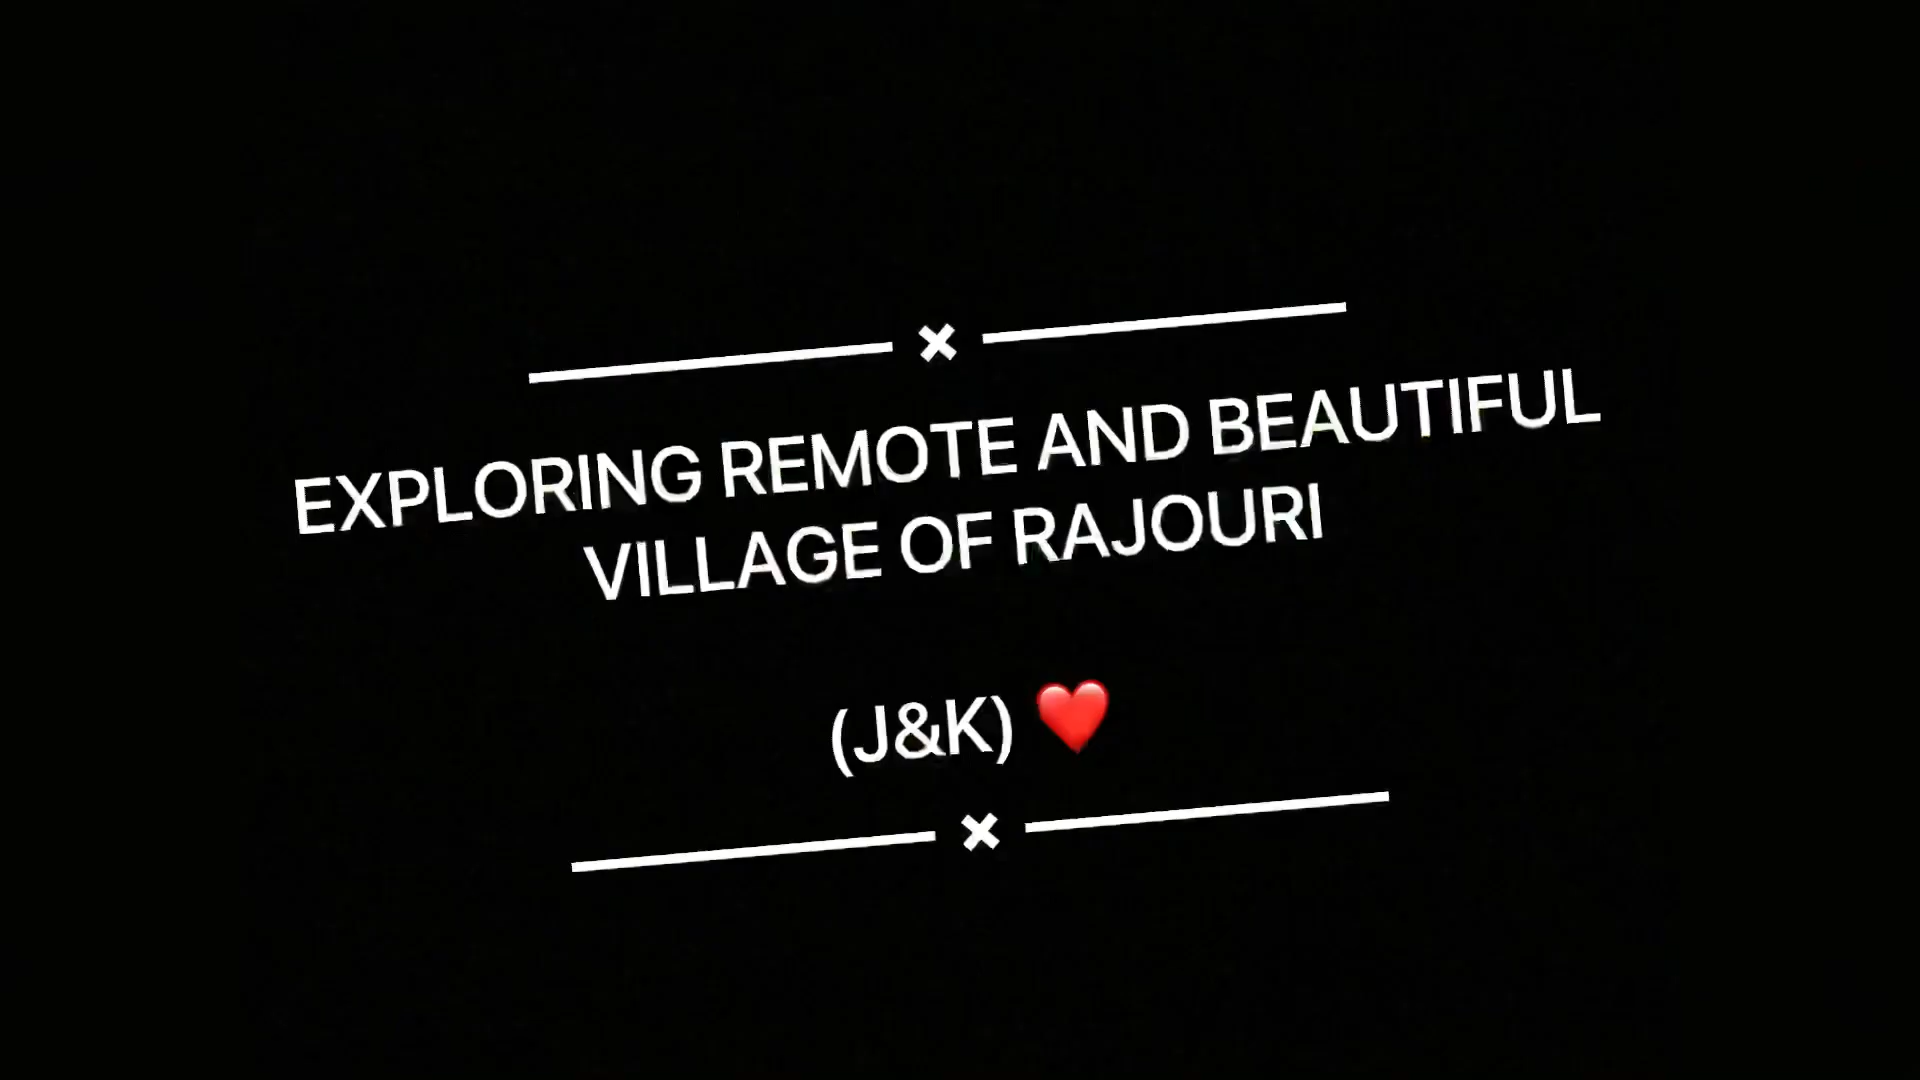 EXPLORING REMOTE AND BEAUTIFUL
VILLAGE OF RAJOURI
(J&K) ❤️